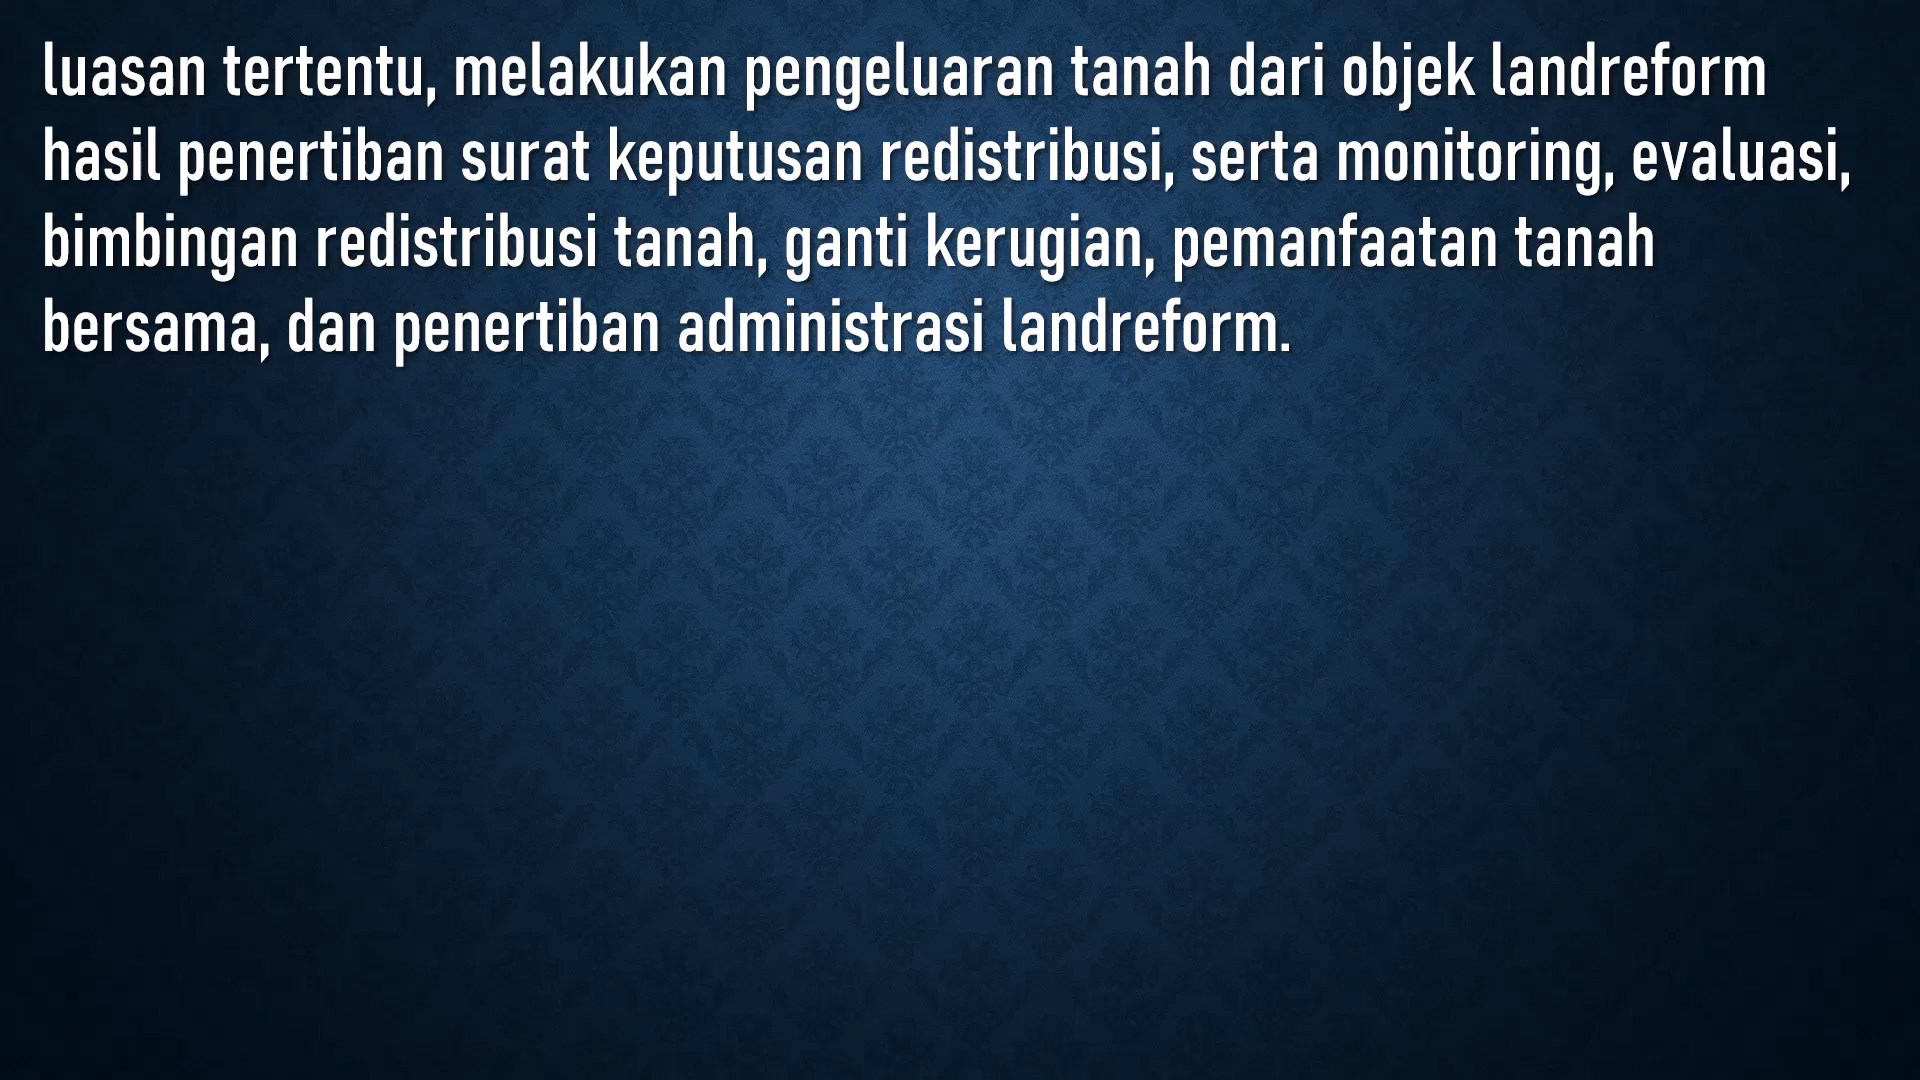 luasan tertentu, melakukan pengeluaran tanah dari objek landreform
hasil penertiban surat keputusan redistribusi, serta monitoring, evaluasi,
bimbingan redistribusi tanah, ganti kerugian, pemanfaatan tanah
bersama, dan penertiban administrasi landreform.